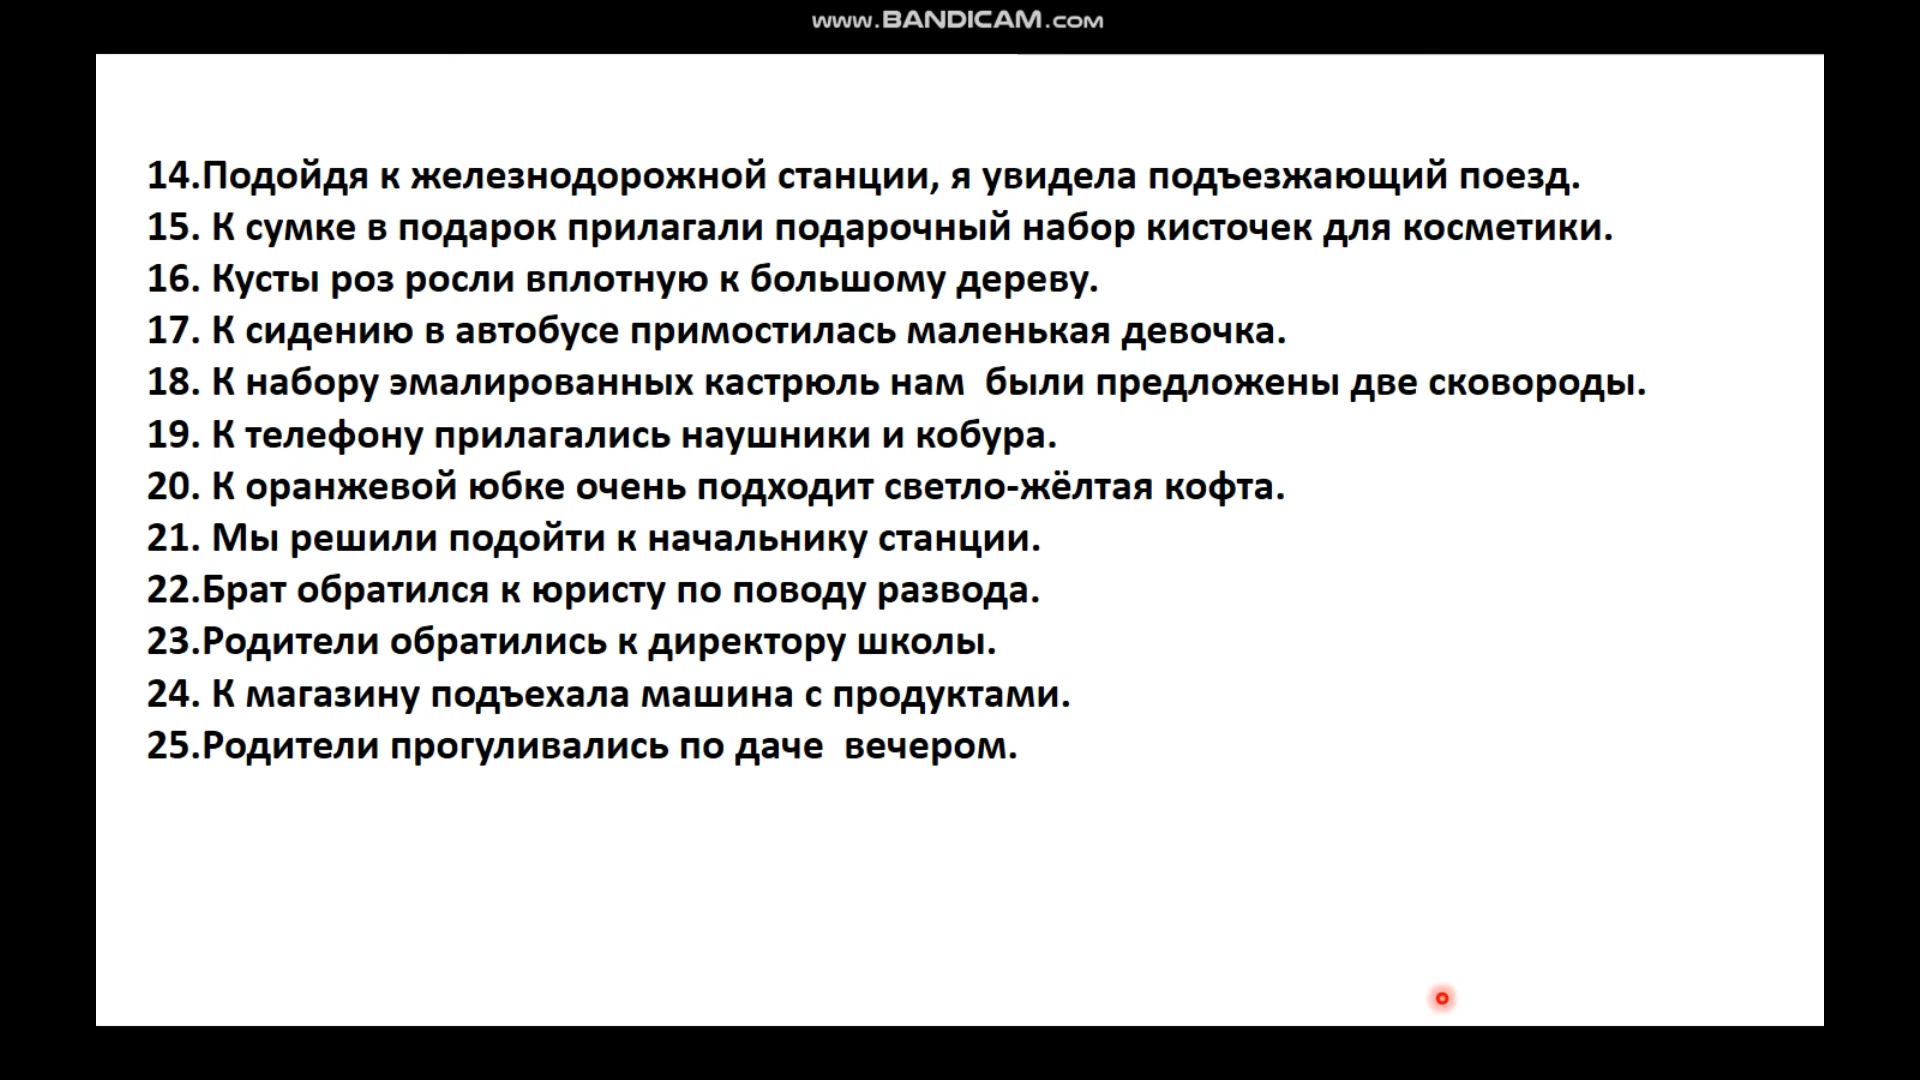 www.BANDICAM.com
14.Подойдя к железнодорожной станции, я увидела подъезжающий поезд.
15. К сумке в подарок прилагали подарочный набор кисточек для косметики.
16. Кусты роз росли вплотную к большому дереву.
17. К сидению в автобусе примостилась маленькая девочка.
18. К набору эмалированных кастрюль нам  были предложены две сковороды.
19. К телефону прилагались наушники и кобура.
20. К оранжевой юбке очень подходит светло-жёлтая кофта.
21. Мы решили подойти к начальнику станции.
22.Брат обратился к юристу по поводу развода.
23.Родители обратились к директору школы.
24. К магазину подъехала машина с продуктами.
25.Родители прогуливались по даче  вечером.